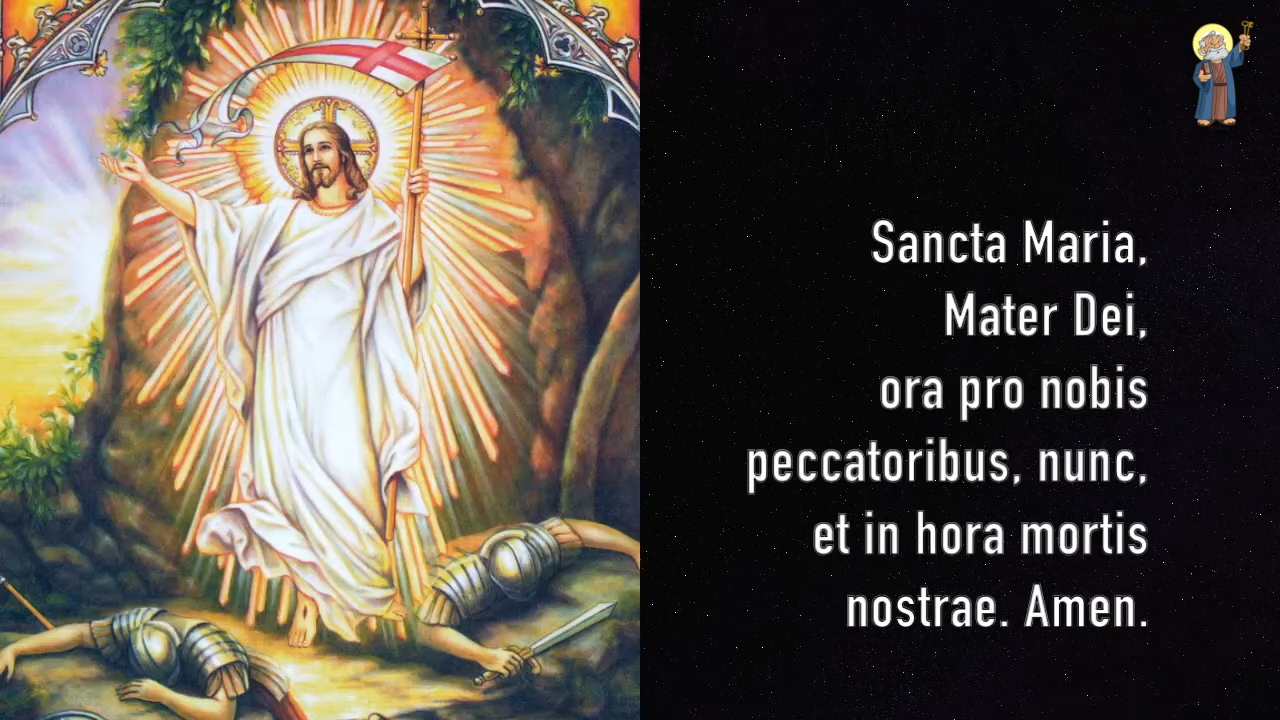 Sancta Maria,
Mater Dei,
ora pro nobis
peccatoribus, nunc,
et in hora mortis
nostrae. Amen.